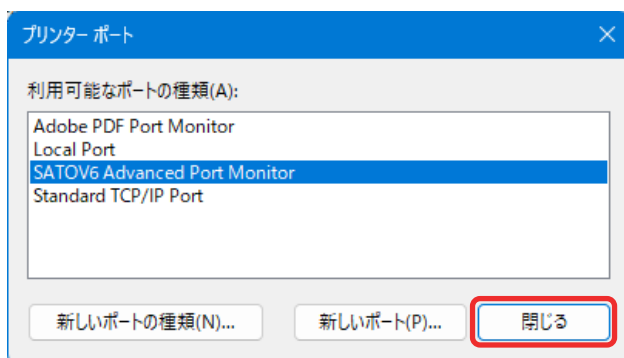 プリンター ポート
利用可能なポートの種類(A):
Adobe PDF Port Monitor
Local Port
SATOV6 Advanced Port Monitor
Standard TCP/IP Port
新しいポートの種類(N)... 新しいポート(P)... 閉じる